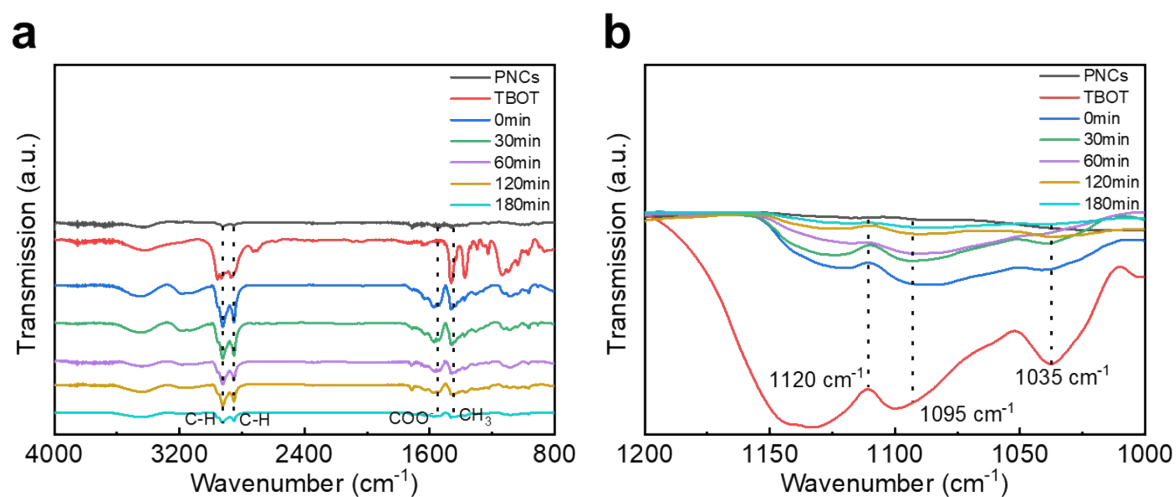 a
PNCs
TBOT
0min
30min
60min
120min
180min
Transmission (a.u.)
C-H
C-H
COO⁻
CH₃
4000
3200
2400
1600
800
Wavenumber (cm⁻¹)
b
PNCs
TBOT
0min
30min
60min
120min
180min
Transmission (a.u.)
1120 cm⁻¹
1095 cm⁻¹
1035 cm⁻¹
1200
1150
1100
1050
1000
Wavenumber (cm⁻¹)